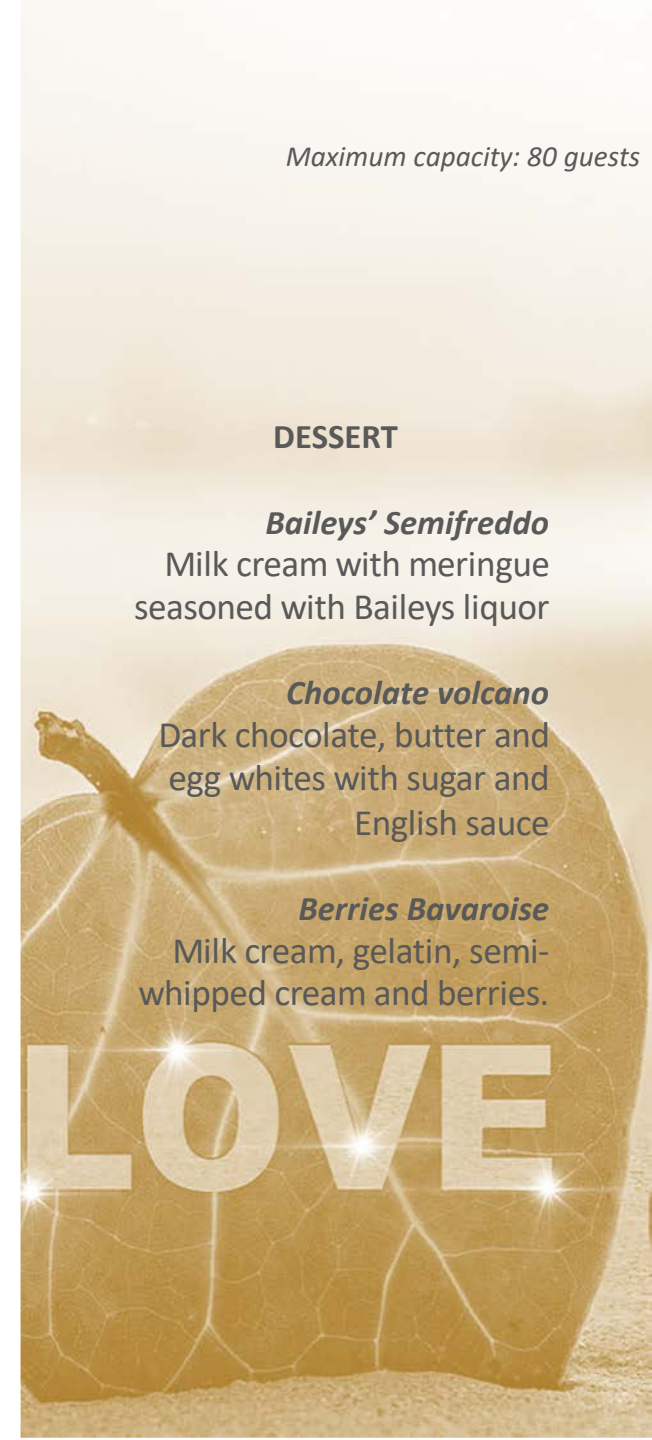 Maximum capacity: 80 guests
DESSERT
Baileys’ Semifreddo
Milk cream with meringue
seasoned with Baileys liquor
Chocolate volcano
Dark chocolate, butter and
egg whites with sugar and
English sauce
Berries Bavaroise
Milk cream, gelatin, semi-
whipped cream and berries.
LOVE